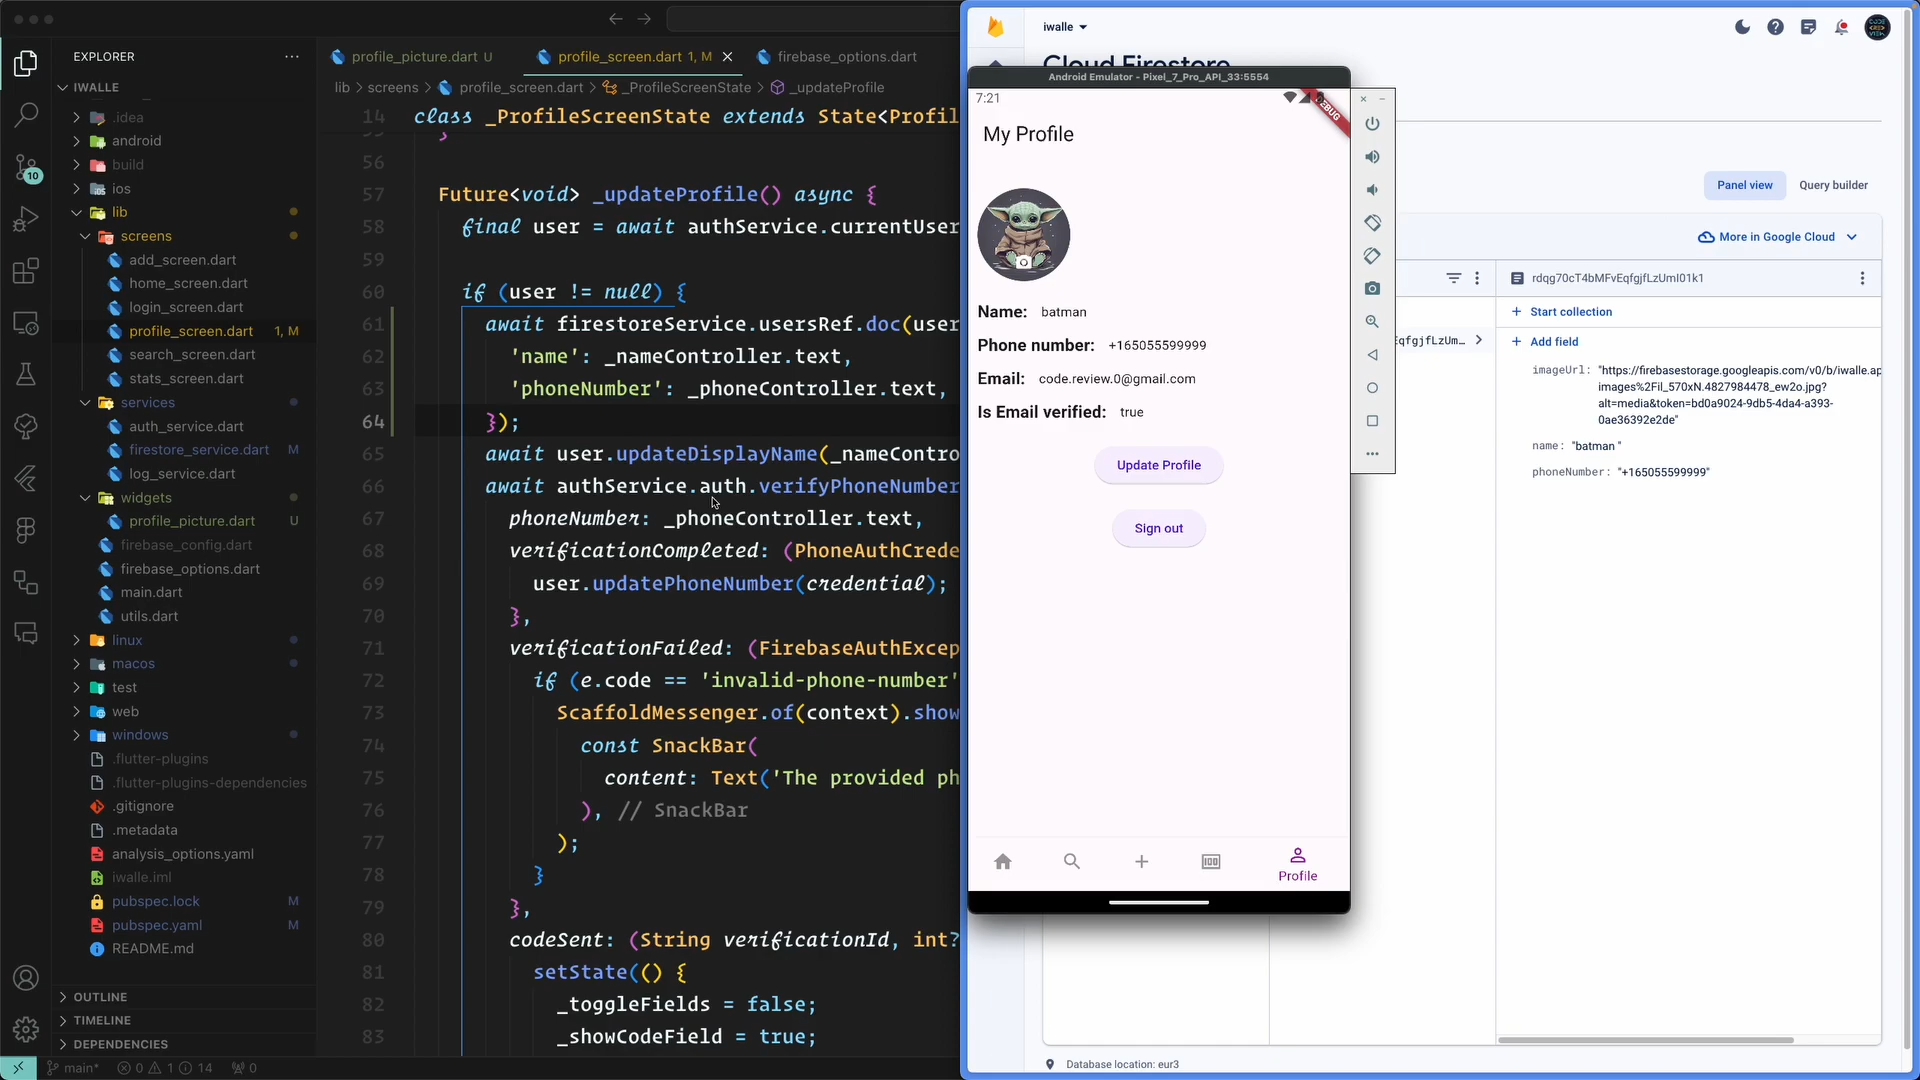 EXPLORER
IWALLE
.idea
android
build
ios
lib
screens
add_screen.dart
home_screen.dart
login_screen.dart
profile_screen.dart 1, M
search_screen.dart
stats_screen.dart
services
auth_service.dart
firestore_service.dart M
log_service.dart
widgets
profile_picture.dart U
firebase_config.dart
firebase_options.dart
main.dart
utils.dart
linux
macos
test
web
windows
.flutter-plugins
.flutter-plugins-dependencies
.gitignore
.metadata
analysis_options.yaml
iwalle.iml
pubspec.lock M
pubspec.yaml M
README.md
OUTLINE
TIMELINE
DEPENDENCIES
10
main* 0 1 14 0
profile_picture.dart U
profile_screen.dart 1, M
firebase_options.dart
lib > screens > profile_screen.dart > _ProfileScreenState > _updateProfile
14 class _ProfileScreenState extends State<Profil
55 }
56
57 Future<void> _updateProfile() async {
58 final user = await authService.currentUser
59
60 if (user != null) {
61 await firestoreService.usersRef.doc(user
62 'name': _nameController.text,
63 'phoneNumber': _phoneController.text,
64 });
65 await user.updateDisplayName(_nameContro
66 await authService.auth.verifyPhoneNumber
67 phoneNumber: _phoneController.text,
68 verificationCompleted: (PhoneAuthCrede
69 user.updatePhoneNumber(credential);
70 },
71 verificationFailed: (FirebaseAuthExcep
72 if (e.code == 'invalid-phone-number'
73 ScaffoldMessenger.of(context).show
74 const SnackBar(
75 content: Text('The provided ph
76 ), // SnackBar
77 );
78 }
79 },
80 codeSent: (String verificationId, int?
81 setState(() {
82 _toggleFields = false;
83 _showCodeField = true;
Android Emulator - Pixel_7_Pro_API_33:5554
7:21
DEBUG
My Profile
Name: batman
Phone number: +165055599999
Email: code.review.0@gmail.com
Is Email verified: true
Update Profile
Sign out
Profile
iwalle
Cloud Firestore
Panel view
Query builder
More in Google Cloud
rdqg70cT4bMFvEqfgjfLzUmI01k1
Start collection
EqfgjfLzUm...
Add field
imageUrl: "https://firebasestorage.googleapis.com/v0/b/iwalle.ap
images%2Fil_570xN.4827984478_ew2o.jpg?
alt=media&token=bd0a9024-9db5-4da4-a393-
0ae36392e2de"
name: "batman "
phoneNumber: "+165055599999"
Database location: eur3